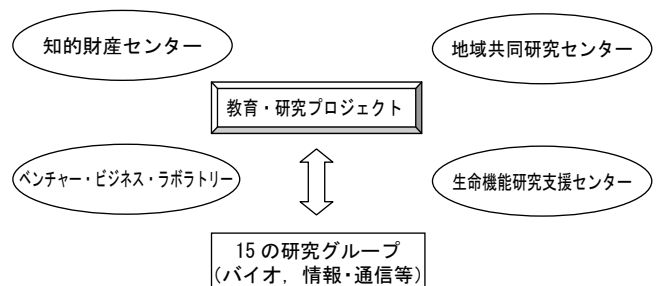 知的財産センター
地域共同研究センター
教育・研究プロジェクト
ベンチャー・ビジネス・ラボラトリー
生命機能研究支援センター
15の研究グループ
(バイオ，情報・通信等)